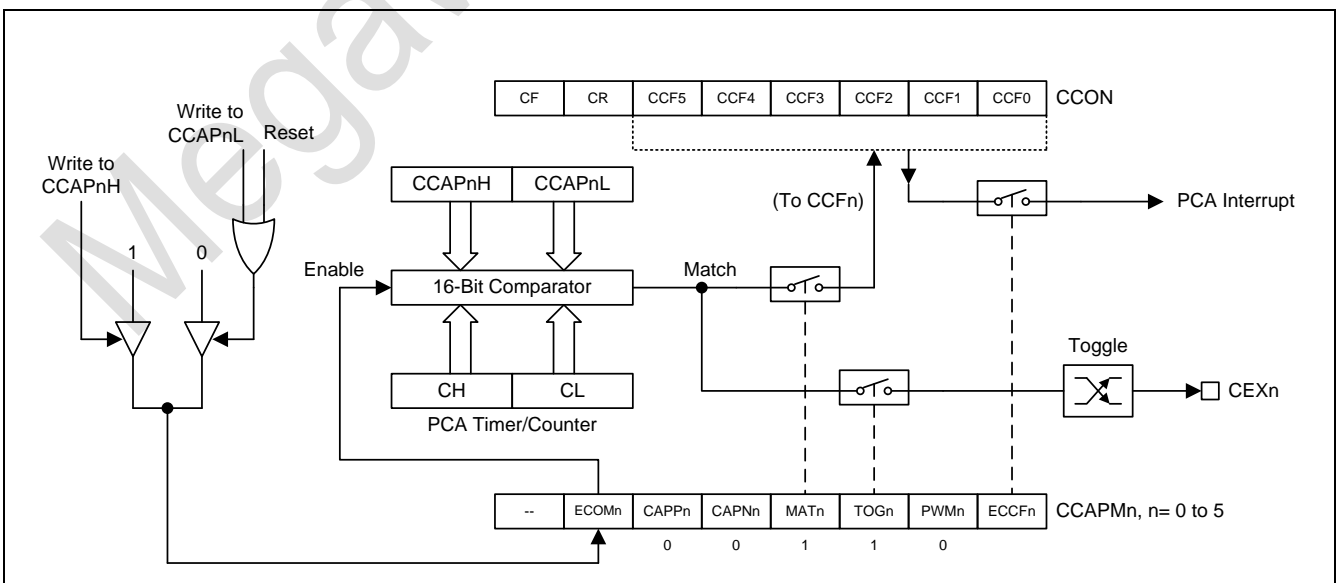 CF CR CCF5 CCF4 CCF3 CCF2 CCF1 CCF0 CCON
Write to
CCAPnL
Reset
Write to
CCAPnH
1 0
CCAPnH CCAPnL
(To CCFn)
PCA Interrupt
Enable
16-Bit Comparator
Match
Toggle
CH CL
CEXn
PCA Timer/Counter
-- ECOMn CAPPn CAPNn MATn TOGn PWMn ECCFn CCAPMn, n= 0 to 5
0 0 1 1 0
Mega